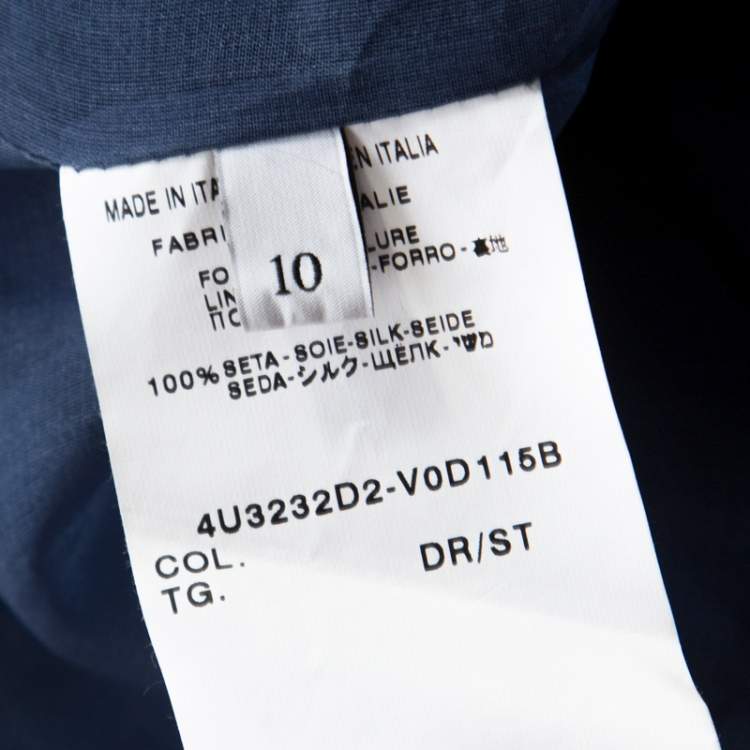 MADE IN ITA
EN ITALIA
ALIE
FABRI
LURE
FO
-FORRO-裏地
LIN
ПО
10
100% SETA-SOIE-SILK-SEIDE
SEDA-シルク-ЩЁЛК-משי
4U3232D2-V0D115B
COL.
DR/ST
TG.